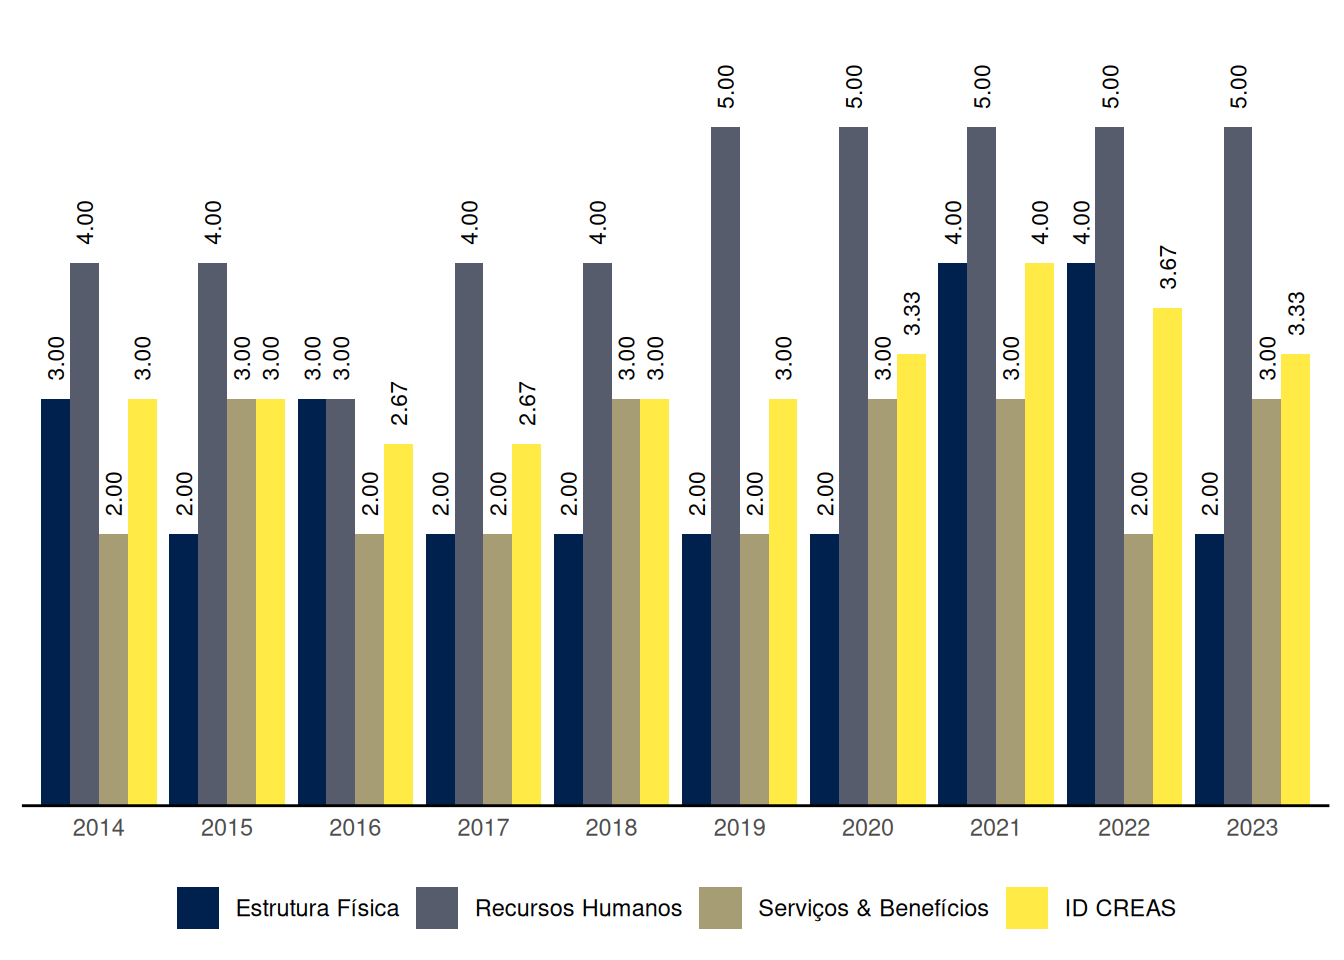 5.00 5.00 5.00 5.00 5.00
4.00 4.00 4.00 4.00 4.00 4.00 4.00
3.67
3.33 3.33
3.00 3.00 3.00 3.00 3.00 3.00 3.00 3.00 3.00 3.00 3.00 3.00
2.67 2.67
2.00 2.00 2.00 2.00 2.00 2.00 2.00 2.00 2.00 2.00 2.00 2.00
2014 2015 2016 2017 2018 2019 2020 2021 2022 2023
Estrutura Física Recursos Humanos Serviços & Benefícios ID CREAS